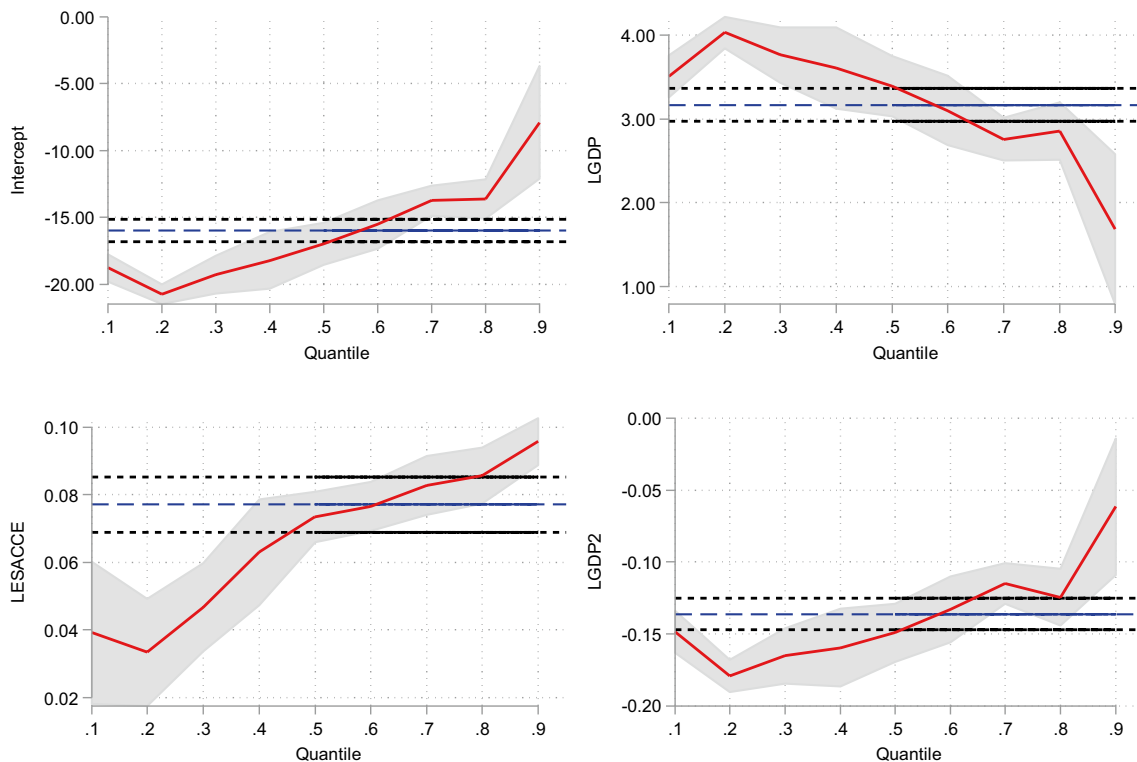 0.00
-5.00
-10.00
-15.00
-20.00
Intercept
.1 .2 .3 .4 .5 .6 .7 .8 .9
Quantile
4.00
3.00
2.00
1.00
LGDP
.1 .2 .3 .4 .5 .6 .7 .8 .9
Quantile
0.10
0.08
0.06
0.04
0.02
LESACCE
.1 .2 .3 .4 .5 .6 .7 .8 .9
Quantile
0.00
-0.05
-0.10
-0.15
-0.20
LGDP2
.1 .2 .3 .4 .5 .6 .7 .8 .9
Quantile